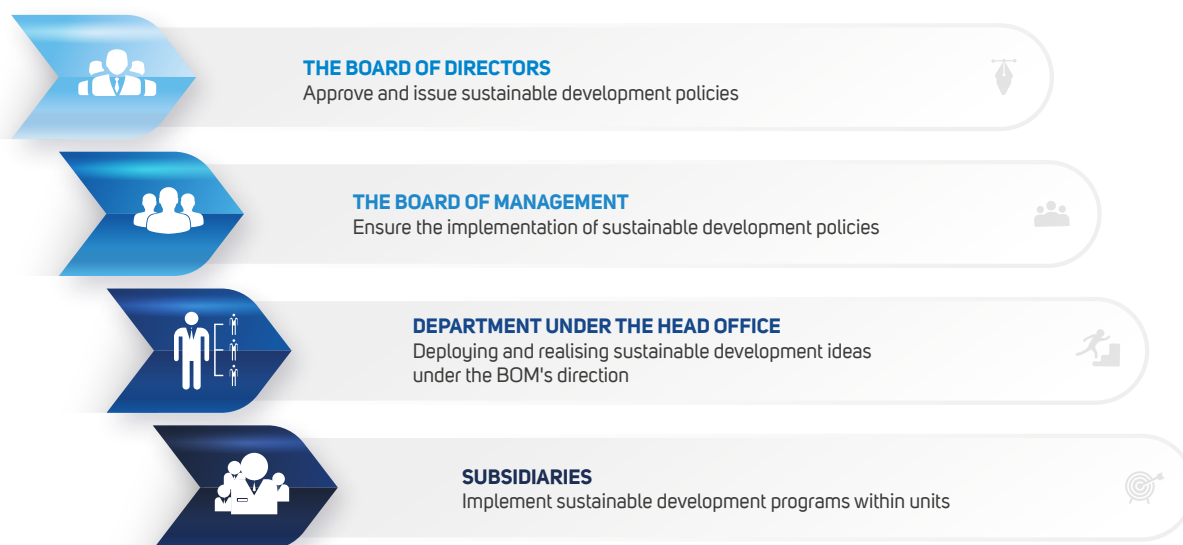 THE BOARD OF DIRECTORS
Approve and issue sustainable development policies
THE BOARD OF MANAGEMENT
Ensure the implementation of sustainable development policies
DEPARTMENT UNDER THE HEAD OFFICE
Deploying and realising sustainable development ideas
under the BOM's direction
SUBSIDIARIES
Implement sustainable development programs within units